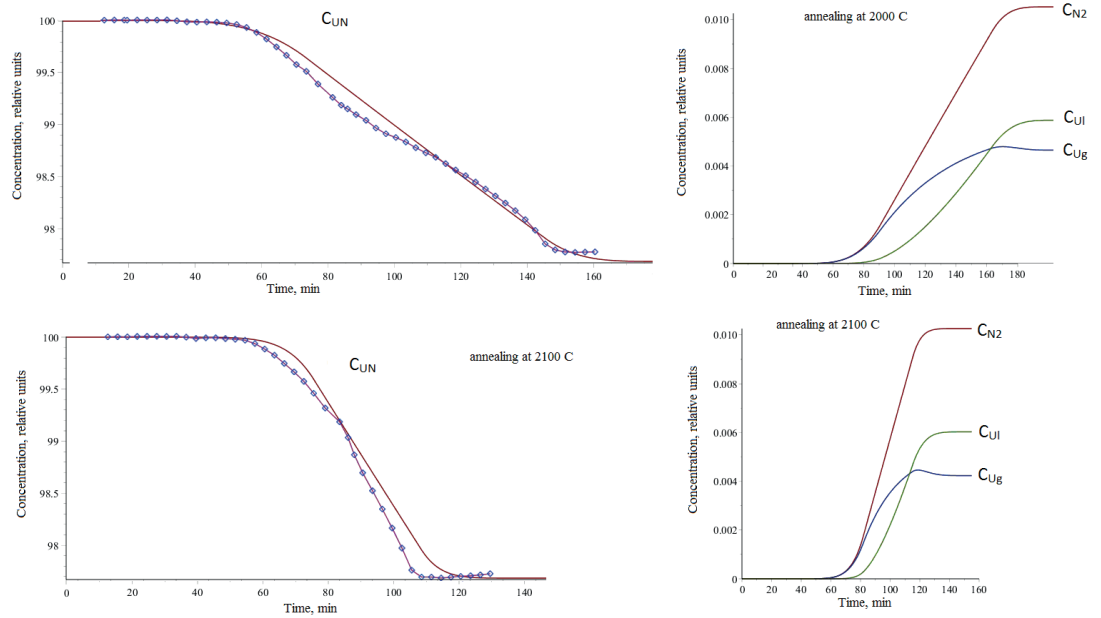 C_UN
100
99.5
99
98.5
98
Concentration, relative units
0 20 40 60 80 100 120 140 160
Time, min
annealing at 2000 C
0.010
0.008
0.006
0.004
0.002
0
Concentration, relative units
C_N2
C_Ul
C_Ug
0 20 40 60 80 100 120 140 160 180
Time, min
C_UN
annealing at 2100 C
100
99.5
99
98.5
98
Concentration, relative units
0 20 40 60 80 100 120 140
Time, min
annealing at 2100 C
0.010
0.008
0.006
0.004
0.002
0
Concentration, relative units
C_N2
C_Ul
C_Ug
0 20 40 60 80 100 120 140 160
Time, min